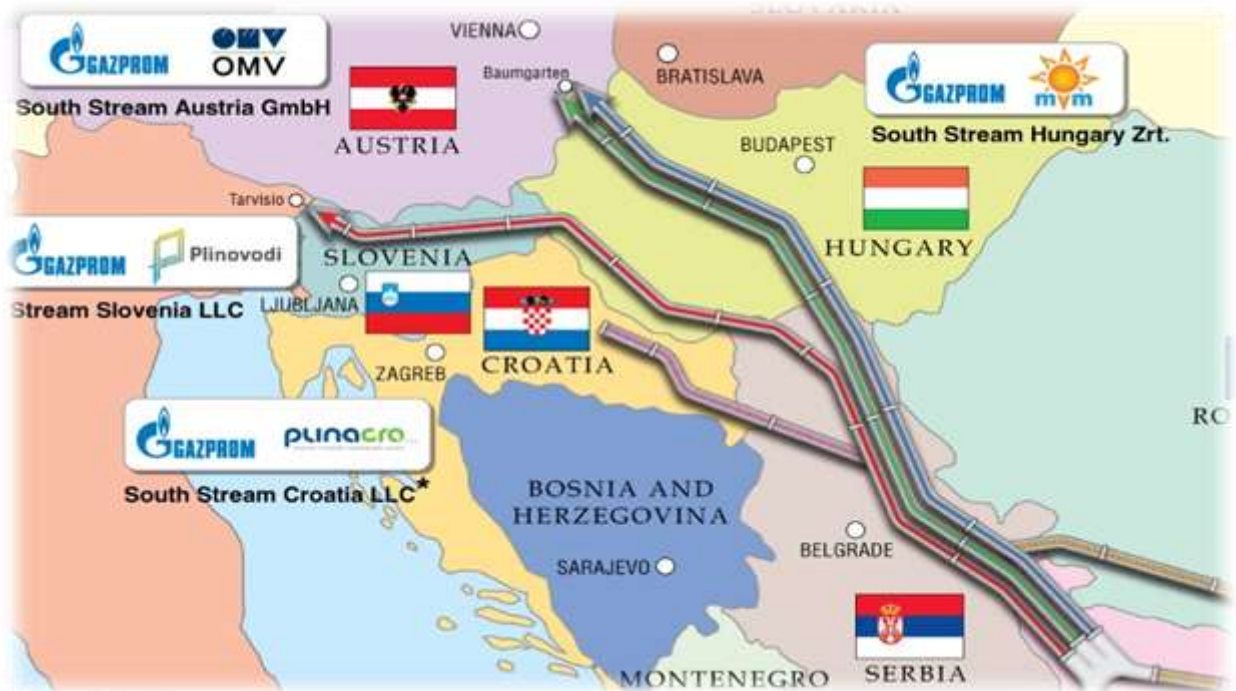 SLOVAKIA
VIENNA
GAZPROM
OMV
OMV
South Stream Austria GmbH
Baumgarten
BRATISLAVA
GAZPROM
mvm
South Stream Hungary Zrt.
AUSTRIA
BUDAPEST
Tarvisio
HUNGARY
GAZPROM
Plinovodi
SLOVENIA
Stream Slovenia LLC
LJUBLJANA
ZAGREB
CROATIA
RO
GAZPROM
PLINACRO
South Stream Croatia LLC*
BOSNIA AND
HERZEGOVINA
BELGRADE
SARAJEVO
MONTENEGRO
SERBIA